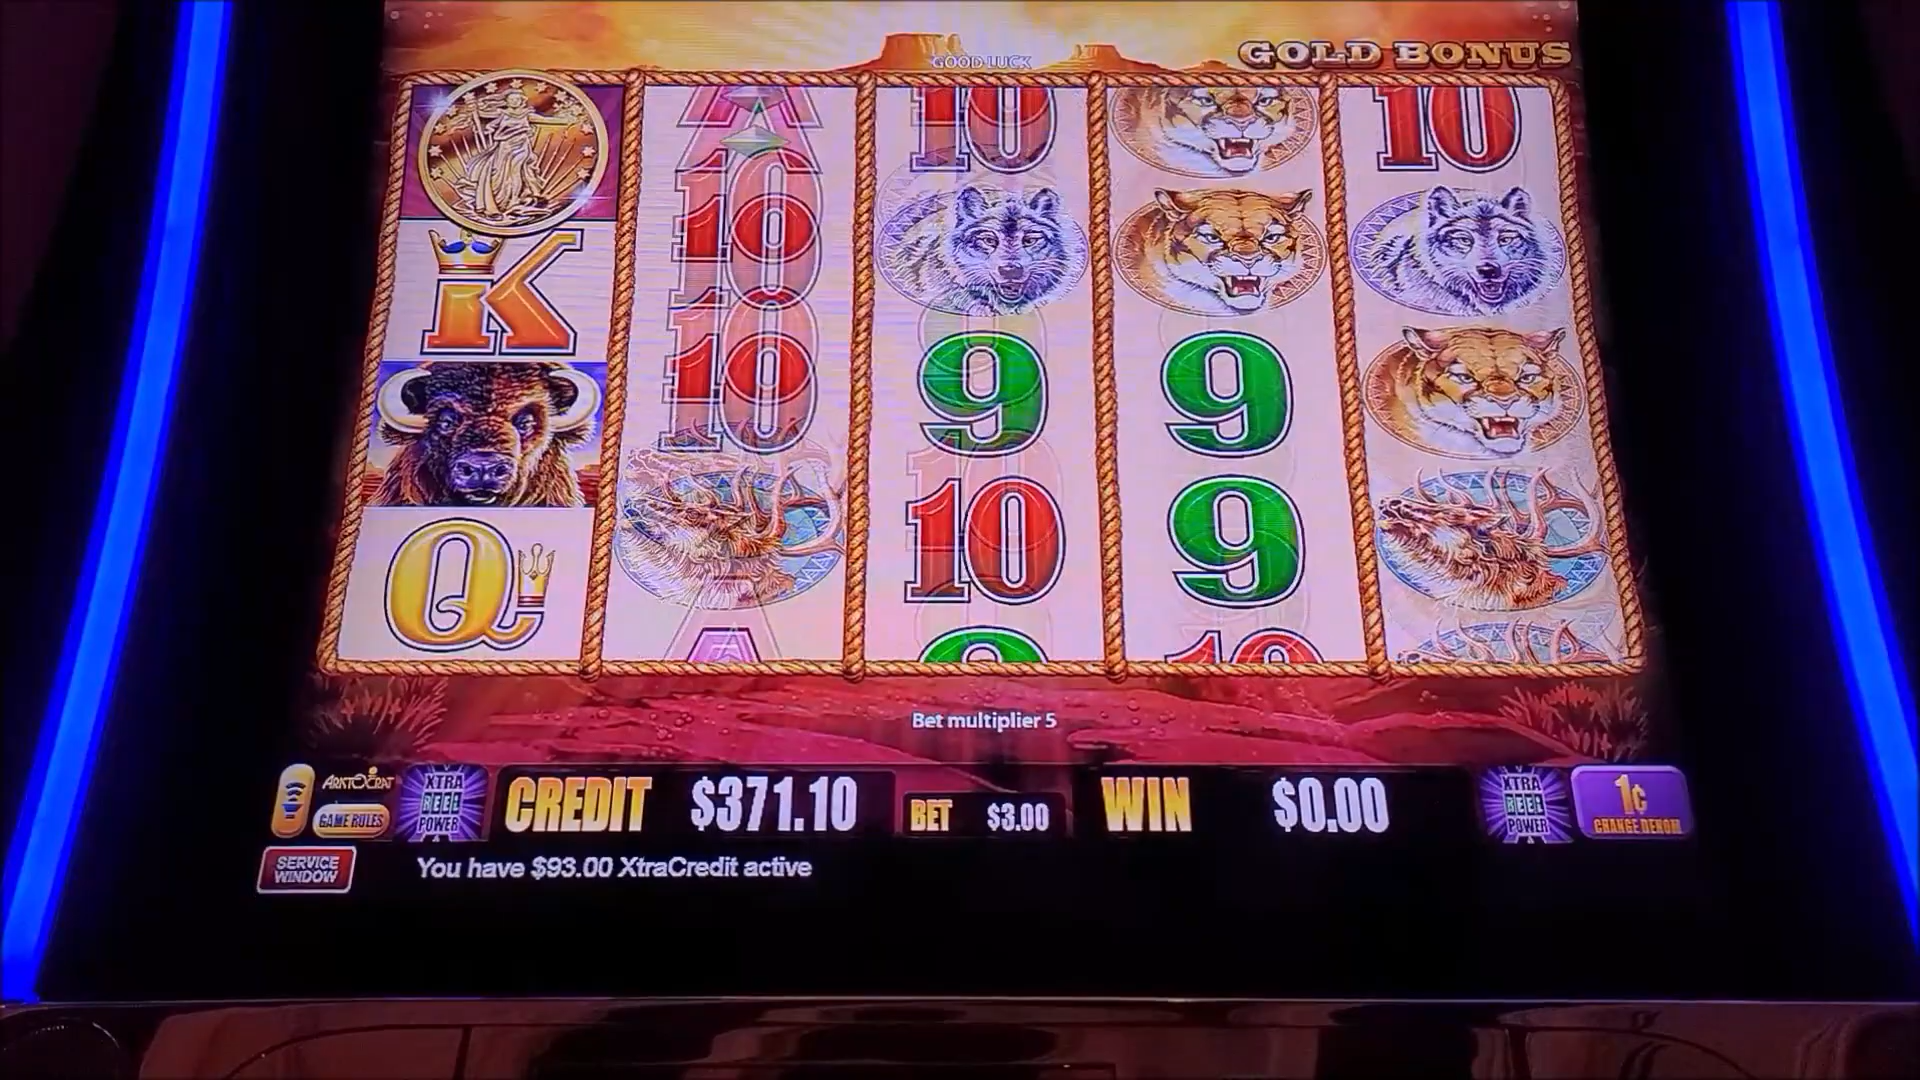 GOOD LUCK
GOLD BONUS
A 10 10
10
K 10
10 9 9
Q 10 9
A 9 10
Bet multiplier 5
ARISTOCRAT
GAME RULES
XTRA
REEL
POWER
CREDIT $371.10
BET $3.00
WIN $0.00
XTRA
REEL
POWER
1¢
CHANGE DENOM
SERVICE
WINDOW
You have $93.00 XtraCredit active